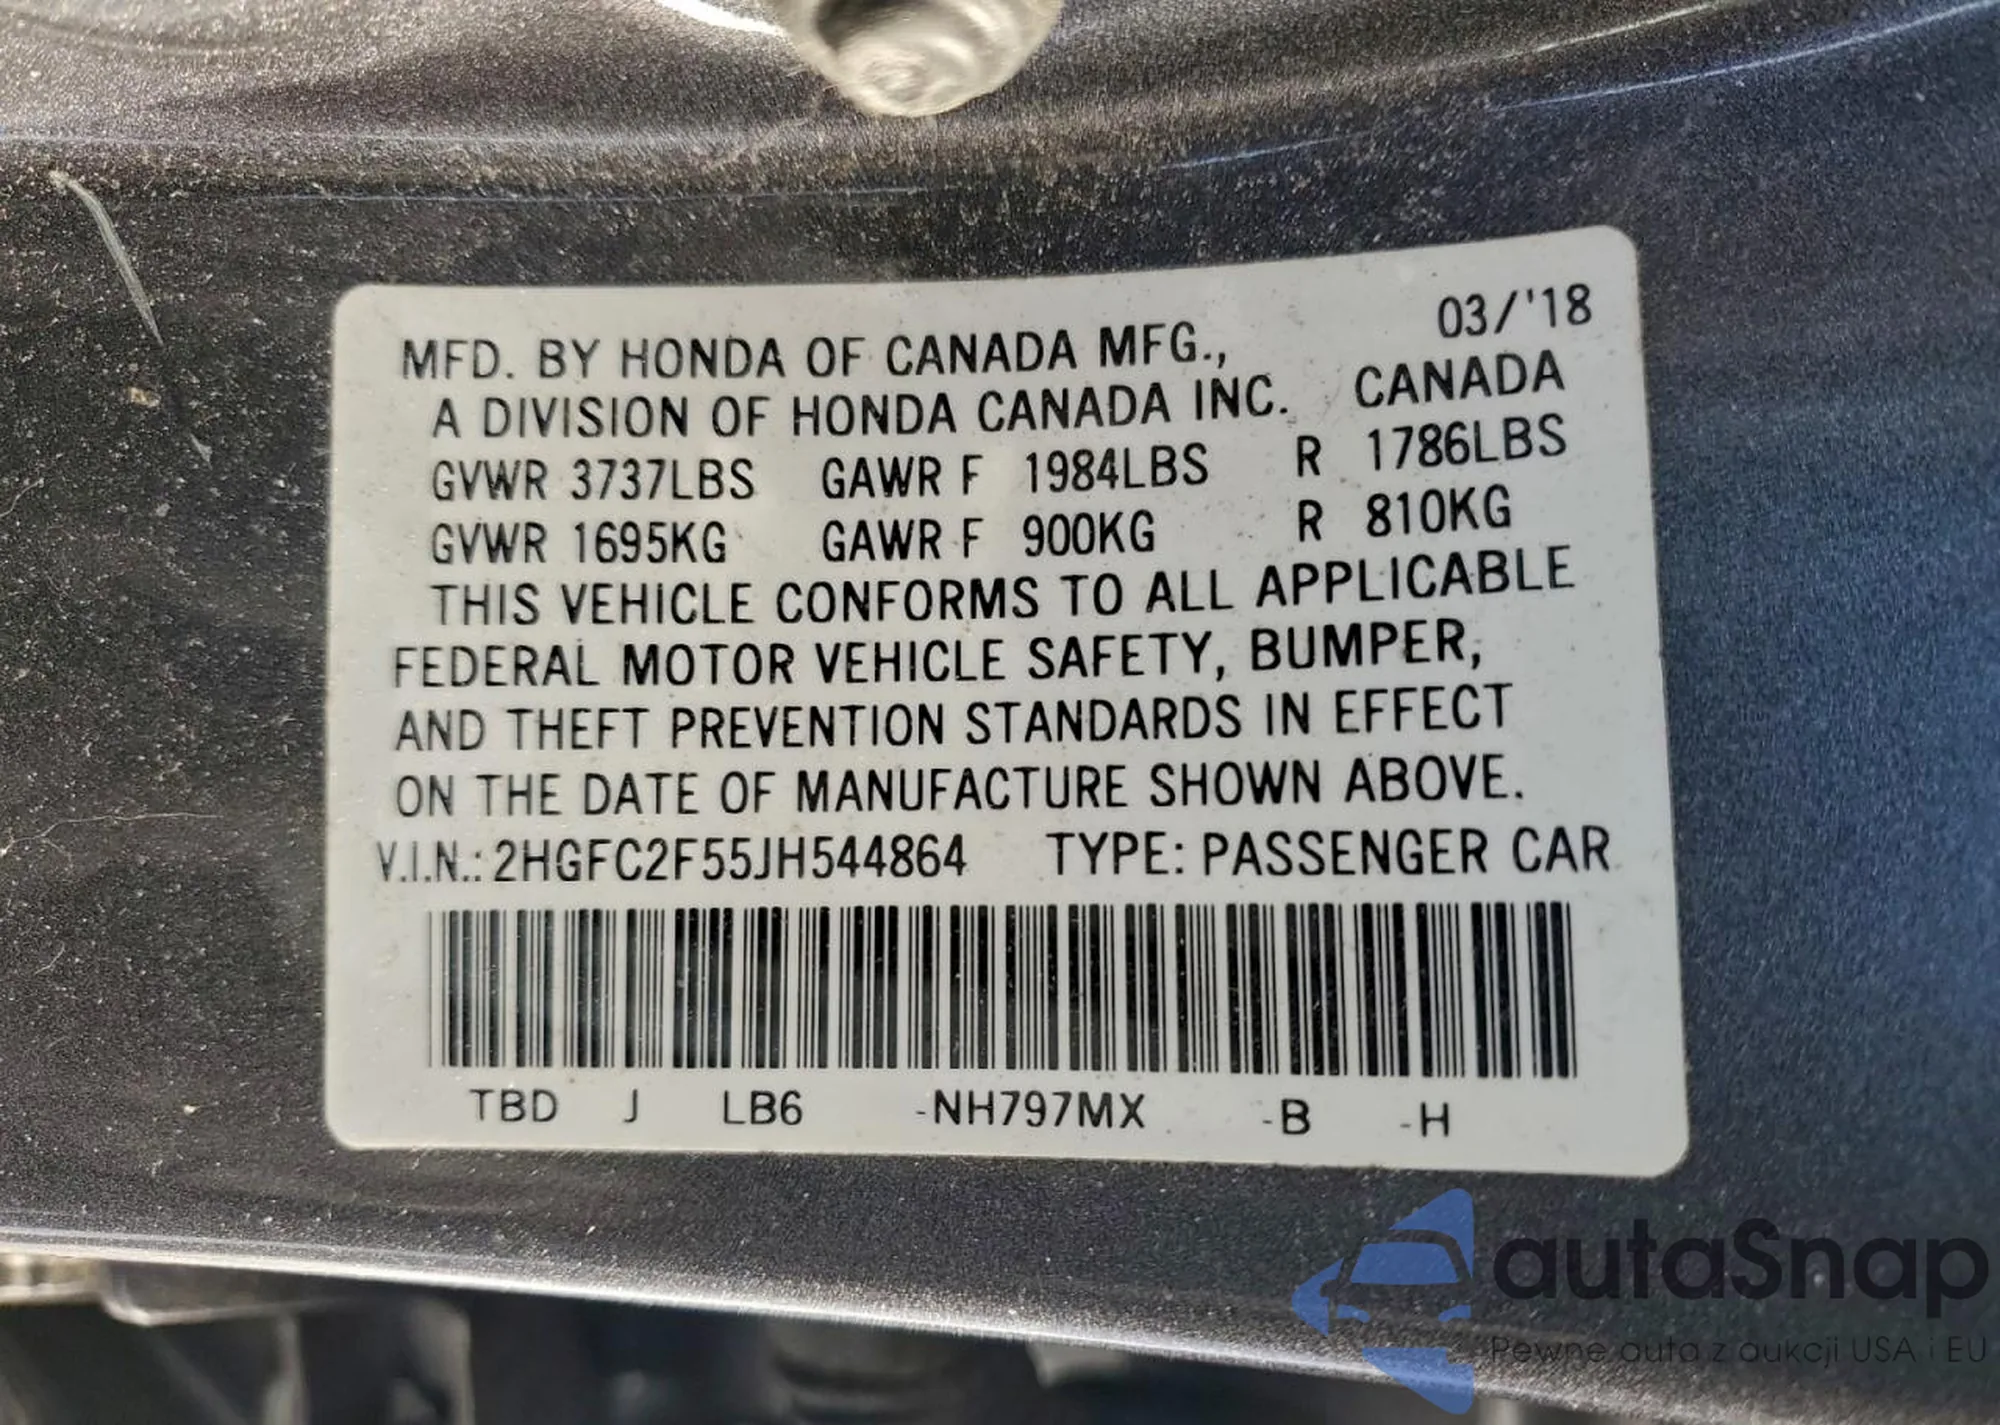 03/'18
MFD. BY HONDA OF CANADA MFG.,
A DIVISION OF HONDA CANADA INC. CANADA
GVWR 3737LBS GAWR F 1984LBS R 1786LBS
GVWR 1695KG GAWR F 900KG R 810KG
THIS VEHICLE CONFORMS TO ALL APPLICABLE
FEDERAL MOTOR VEHICLE SAFETY, BUMPER,
AND THEFT PREVENTION STANDARDS IN EFFECT
ON THE DATE OF MANUFACTURE SHOWN ABOVE.
V.I.N.: 2HGFC2F55JH544864 TYPE: PASSENGER CAR
TBD J LB6 -NH797MX -B -H
autaSnap
Pewne auta z aukcji USA i EU